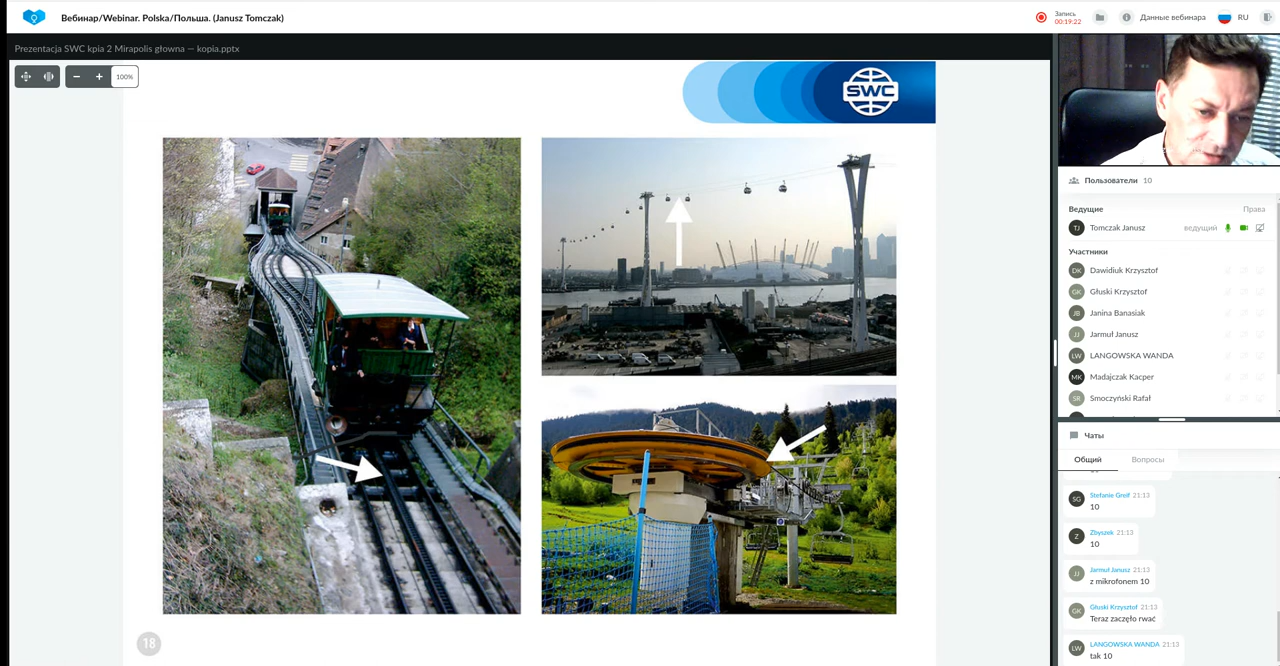 Вебинар/Webinar. Polska/Польша. (Janusz Tomczak)
Запись
00:19:22
Данные вебинара
RU
Prezentacja SWC kpia 2 Mirapolis głowna — kopia.pptx
100%
SWC
18
Пользователи 10
Ведущие Права
TJ Tomczak Janusz ведущий
Участники
DK Dawidiuk Krzysztof
GK Głuski Krzysztof
JB Janina Banasiak
JJ Jarmuł Janusz
LW LANGOWSKA WANDA
MK Madajczak Kacper
SR Smoczyński Rafał
Чаты
Общий Вопросы
SG Stefanie Greif 21:13
10
Z Zbyszek 21:13
10
JJ Jarmuł Janusz 21:13
z mikrofonem 10
GK Głuski Krzysztof 21:13
Teraz zaczęło rwać
LW LANGOWSKA WANDA 21:13
tak 10